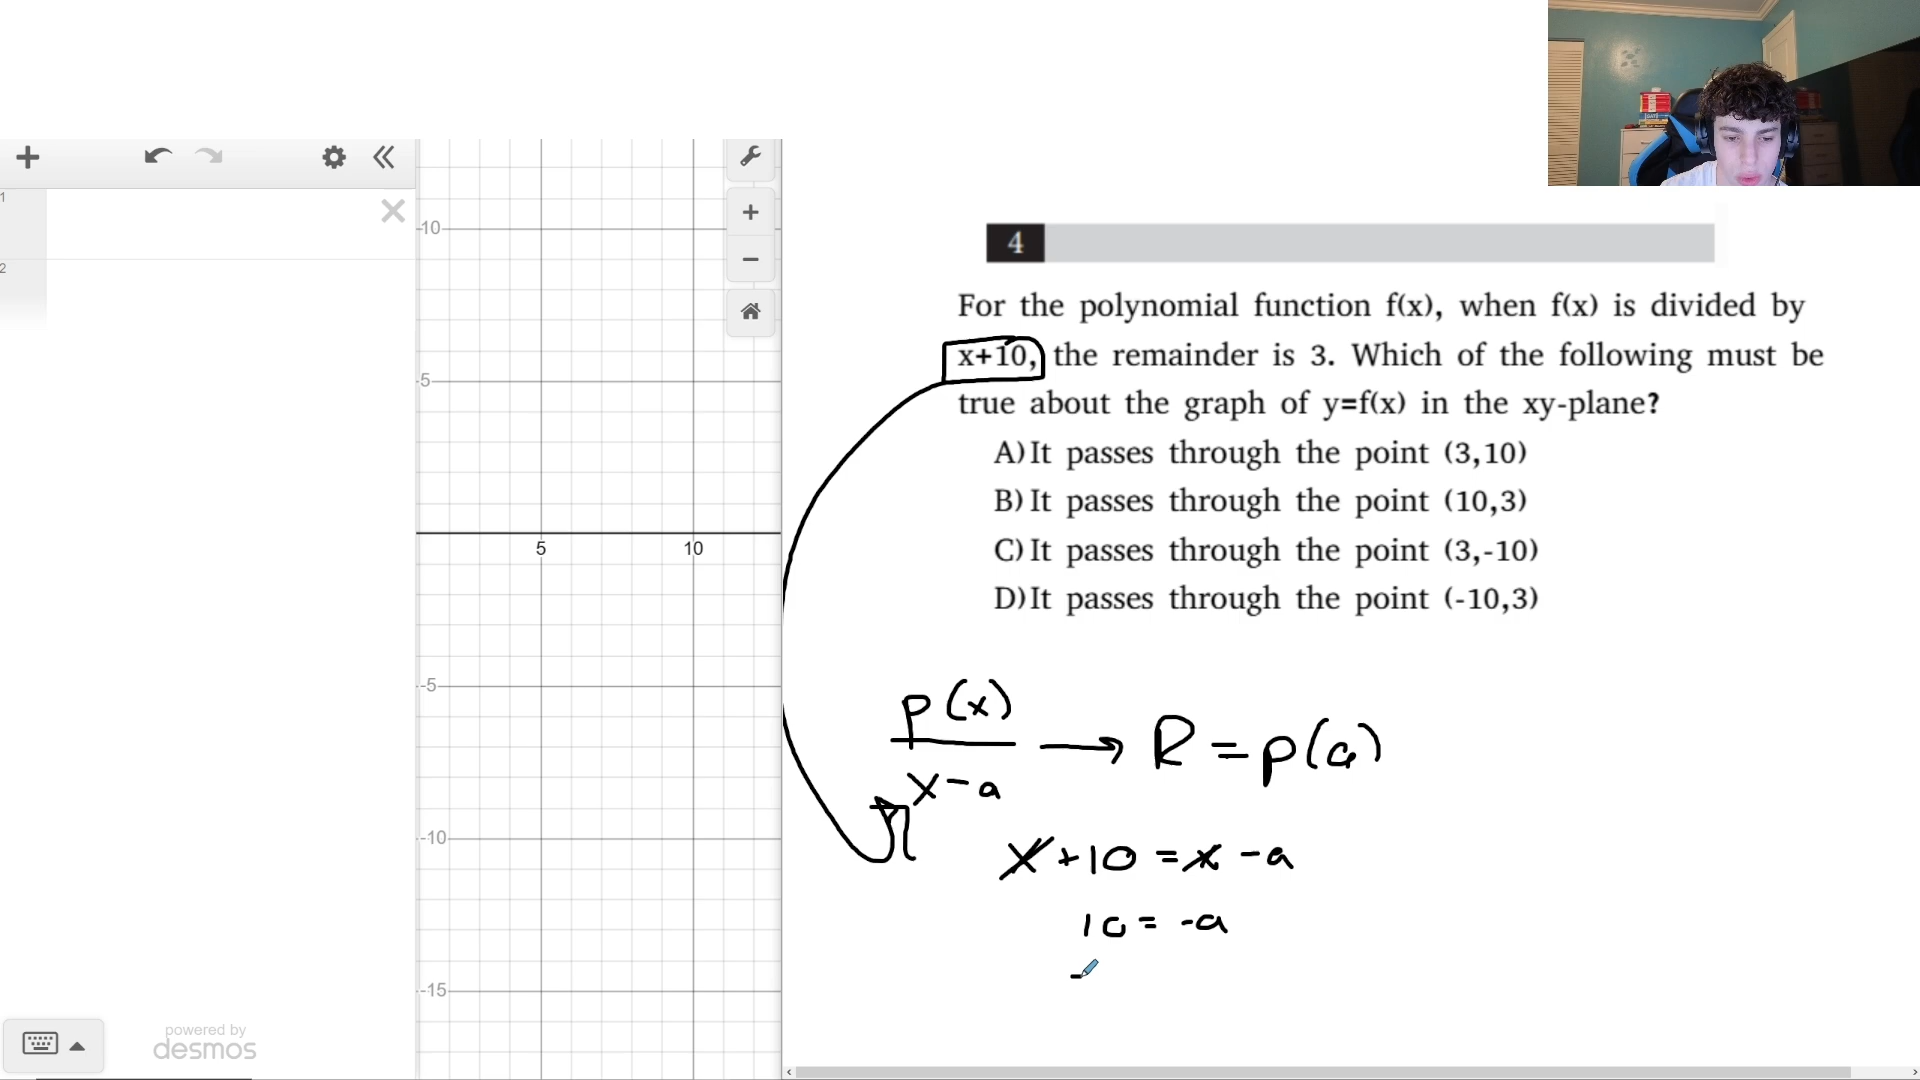 1
2
10
5
5
10
-5
-10
-15
powered by
desmos
4
For the polynomial function f(x), when f(x) is divided by
x+10, the remainder is 3. Which of the following must be
true about the graph of y=f(x) in the xy-plane?
A) It passes through the point (3,10)
B) It passes through the point (10,3)
C) It passes through the point (3,-10)
D) It passes through the point (-10,3)
p(x)
x-a → R = p(a)
x+10 = x-a
10 = -a
-